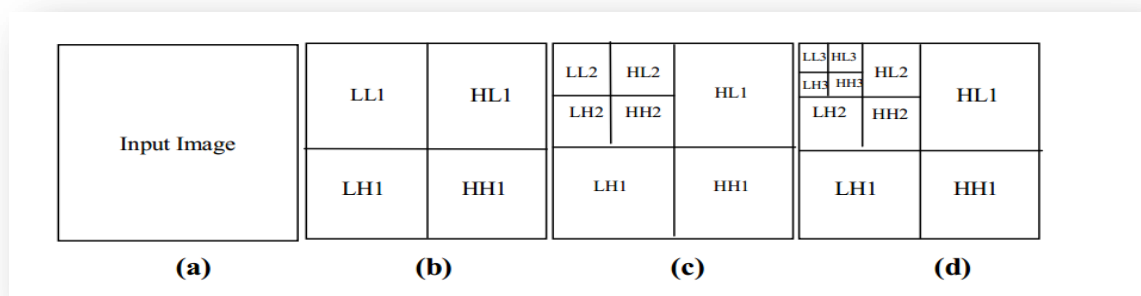 Input Image
LL1 HL1
LH1 HH1
LL2 HL2
HL1
LH2 HH2
LH1 HH1
LL3 HL3
HL2
LH3 HH3
HL1
LH2 HH2
LH1 HH1
(a) (b) (c) (d)